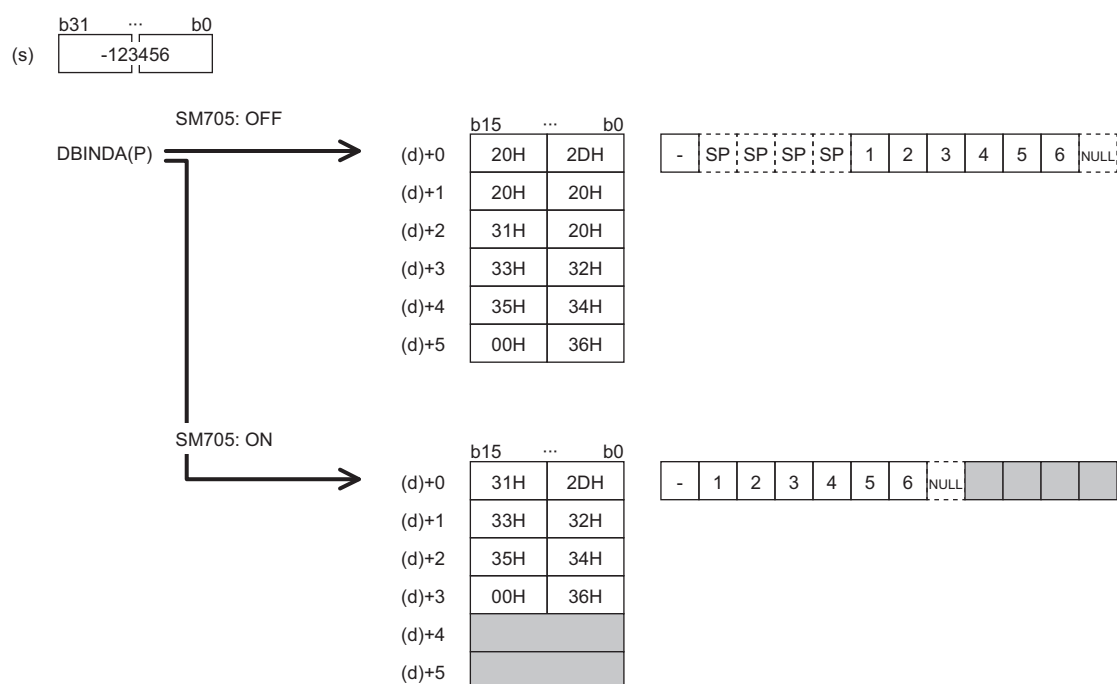 b31 ... b0
(s) -123456
SM705: OFF
DBINDA(P)
b15 ... b0
(d)+0 20H 2DH - SP SP SP SP 1 2 3 4 5 6 NULL
(d)+1 20H 20H
(d)+2 31H 20H
(d)+3 33H 32H
(d)+4 35H 34H
(d)+5 00H 36H
SM705: ON
b15 ... b0
(d)+0 31H 2DH - 1 2 3 4 5 6 NULL
(d)+1 33H 32H
(d)+2 35H 34H
(d)+3 00H 36H
(d)+4
(d)+5